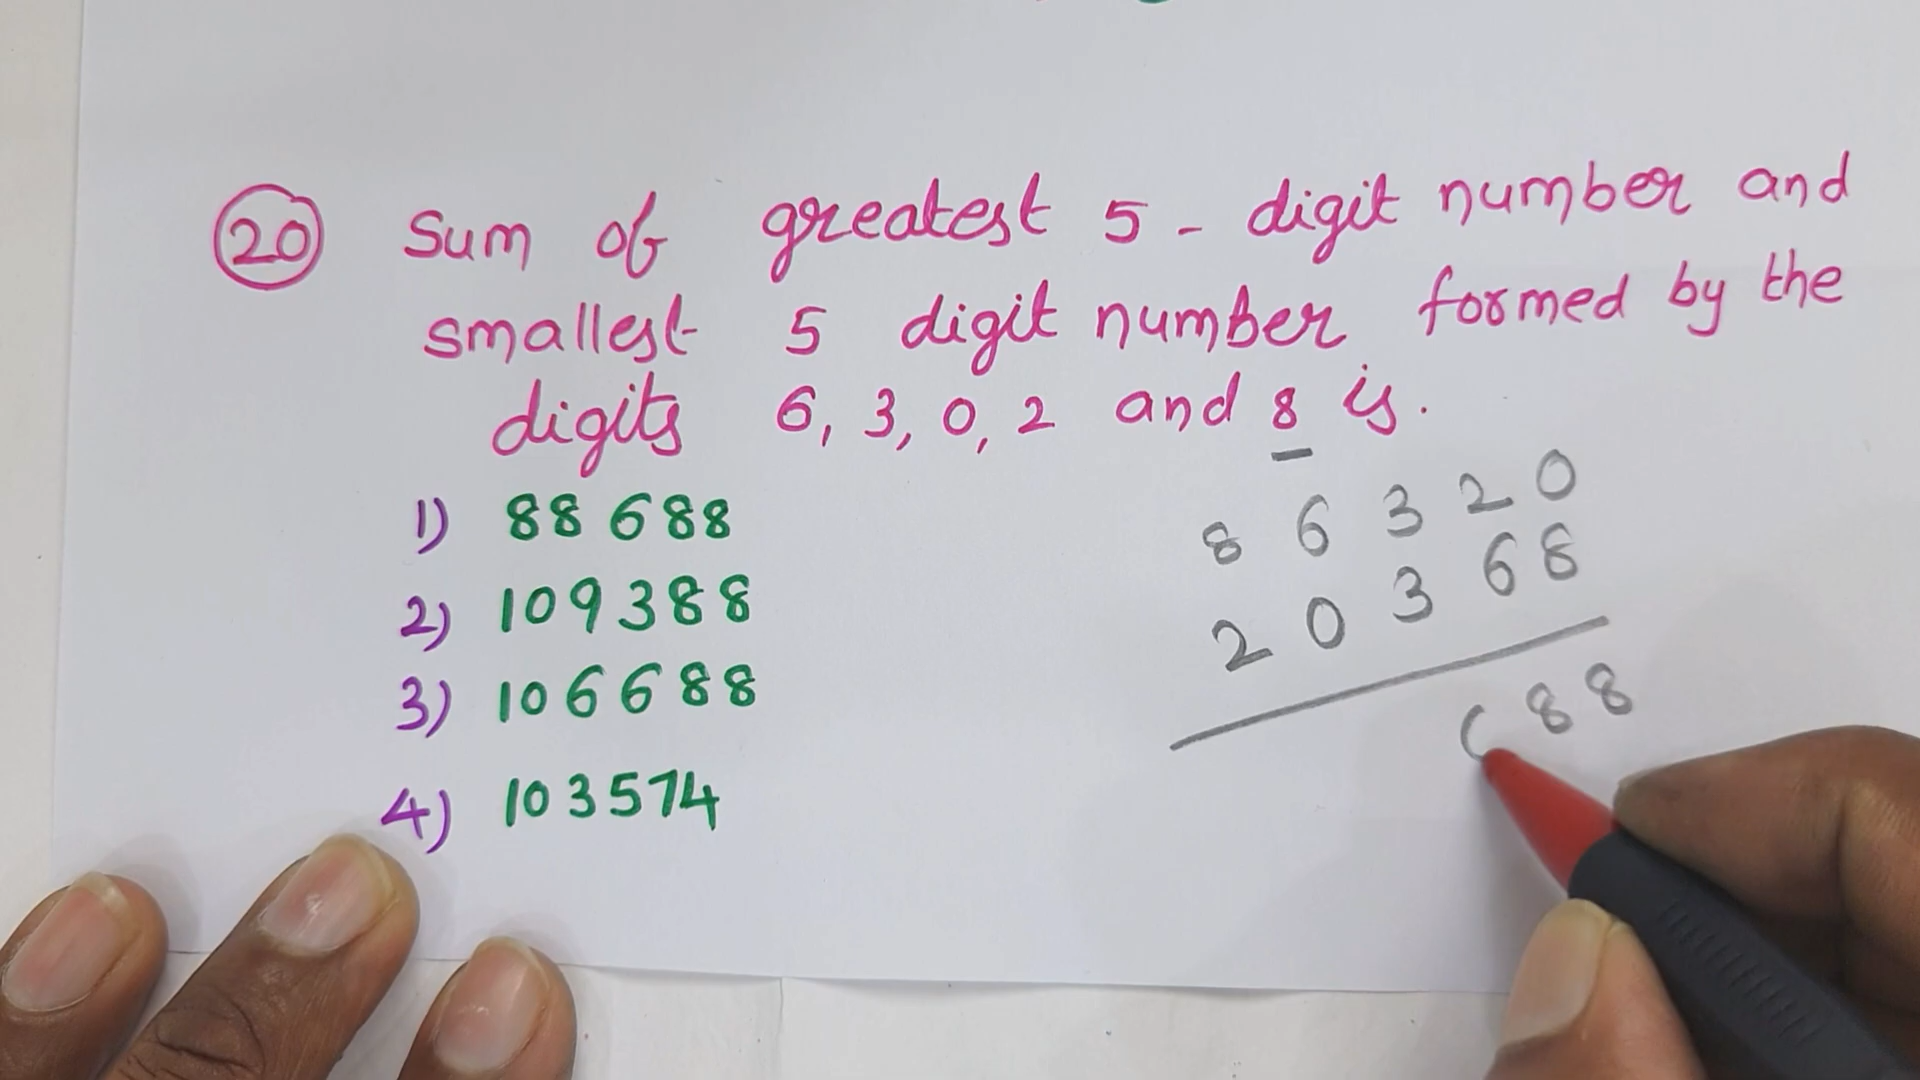 20 Sum of greatest 5 - digit number and
smallest 5 digit number formed by the
digits 6, 3, 0, 2 and 8 is.
1) 88688
2) 109388
3) 106688
4) 103574
8 6 3 2 0
2 0 3 6 8
6 8 8